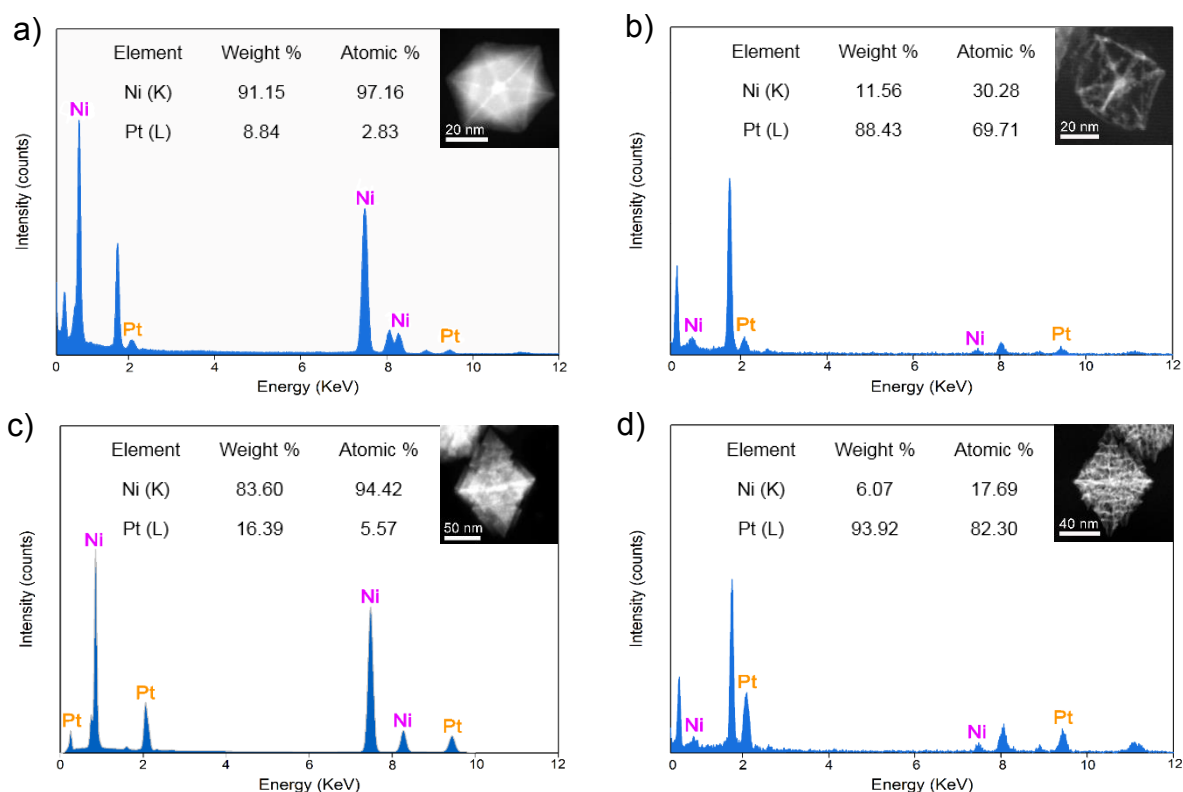 a)
Element Weight % Atomic %
Ni (K) 91.15 97.16
Pt (L) 8.84 2.83
20 nm
Ni
Ni
Pt
Ni
Pt
Intensity (counts)
0 2 4 6 8 10 12
Energy (KeV)
b)
Element Weight % Atomic %
Ni (K) 11.56 30.28
Pt (L) 88.43 69.71
20 nm
Ni
Pt
Ni
Pt
Intensity (counts)
0 2 4 6 8 10 12
Energy (KeV)
c)
Element Weight % Atomic %
Ni (K) 83.60 94.42
Pt (L) 16.39 5.57
50 nm
Ni
Ni
Pt
Pt
Ni
Pt
Intensity (counts)
0 2 4 6 8 10 12
Energy (KeV)
d)
Element Weight % Atomic %
Ni (K) 6.07 17.69
Pt (L) 93.92 82.30
40 nm
Pt
Ni
Ni
Pt
Intensity (counts)
0 2 4 6 8 10 12
Energy (KeV)